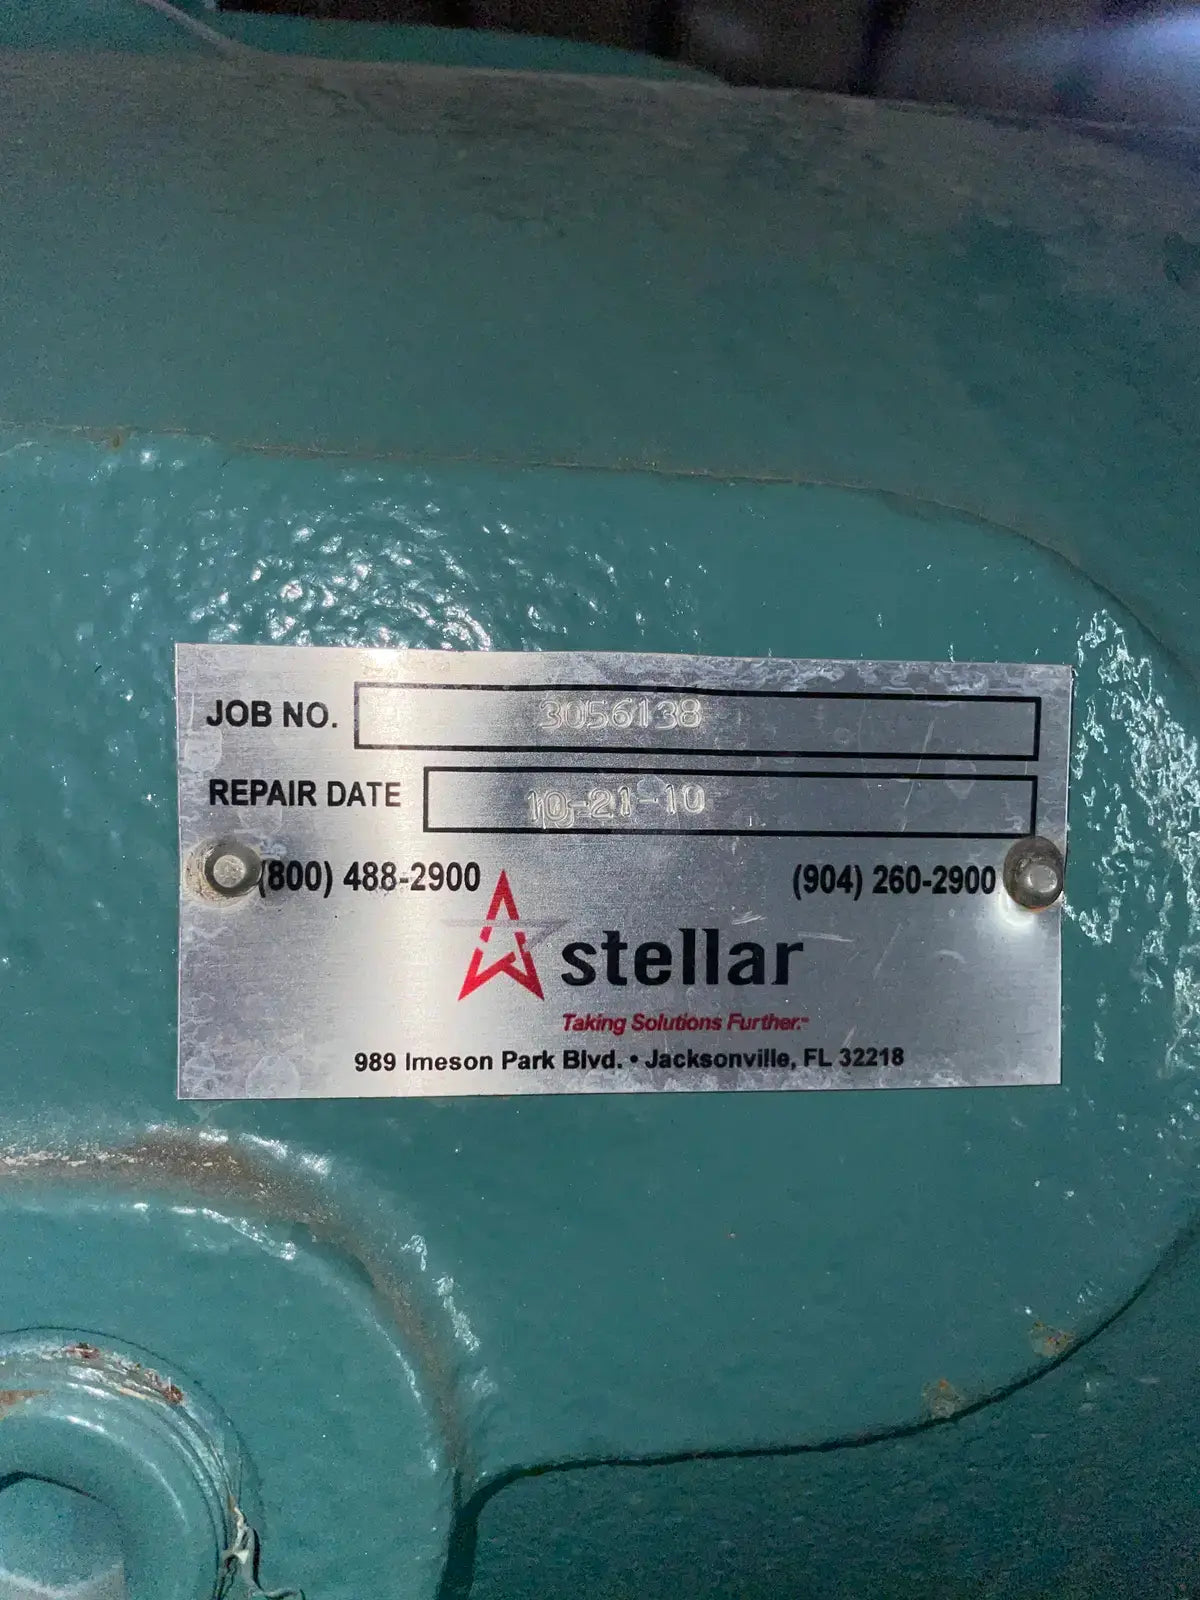 JOB NO. 3056138
REPAIR DATE 10-21-10
(800) 488-2900 (904) 260-2900
stellar
Taking Solutions Further.℠
989 Imeson Park Blvd. • Jacksonville, FL 32218